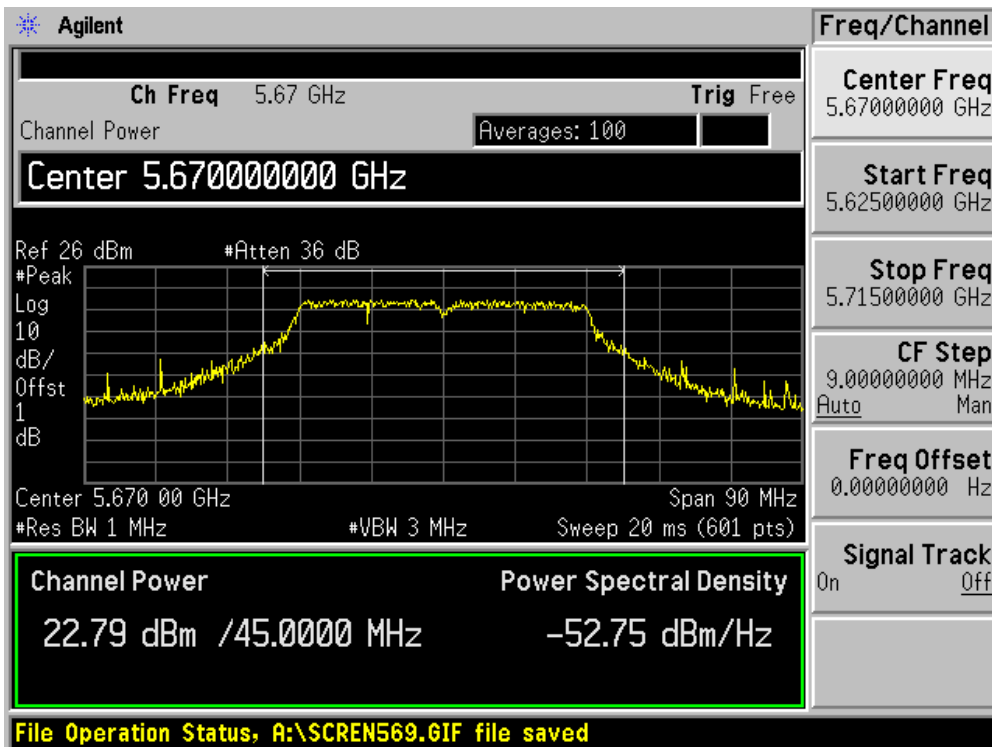 Agilent
Ch Freq 5.67 GHz Trig Free
Channel Power Averages: 100
Center 5.670000000 GHz
Ref 26 dBm #Atten 36 dB
#Peak
Log
10
dB/
Offst
1
dB
Center 5.670 00 GHz Span 90 MHz
#Res BW 1 MHz #VBW 3 MHz Sweep 20 ms (601 pts)
Channel Power Power Spectral Density
22.79 dBm /45.0000 MHz -52.75 dBm/Hz
File Operation Status, A:\SCREN569.GIF file saved
Freq/Channel
Center Freq
5.67000000 GHz
Start Freq
5.62500000 GHz
Stop Freq
5.71500000 GHz
CF Step
9.00000000 MHz
Auto Man
Freq Offset
0.00000000 Hz
Signal Track
On Off